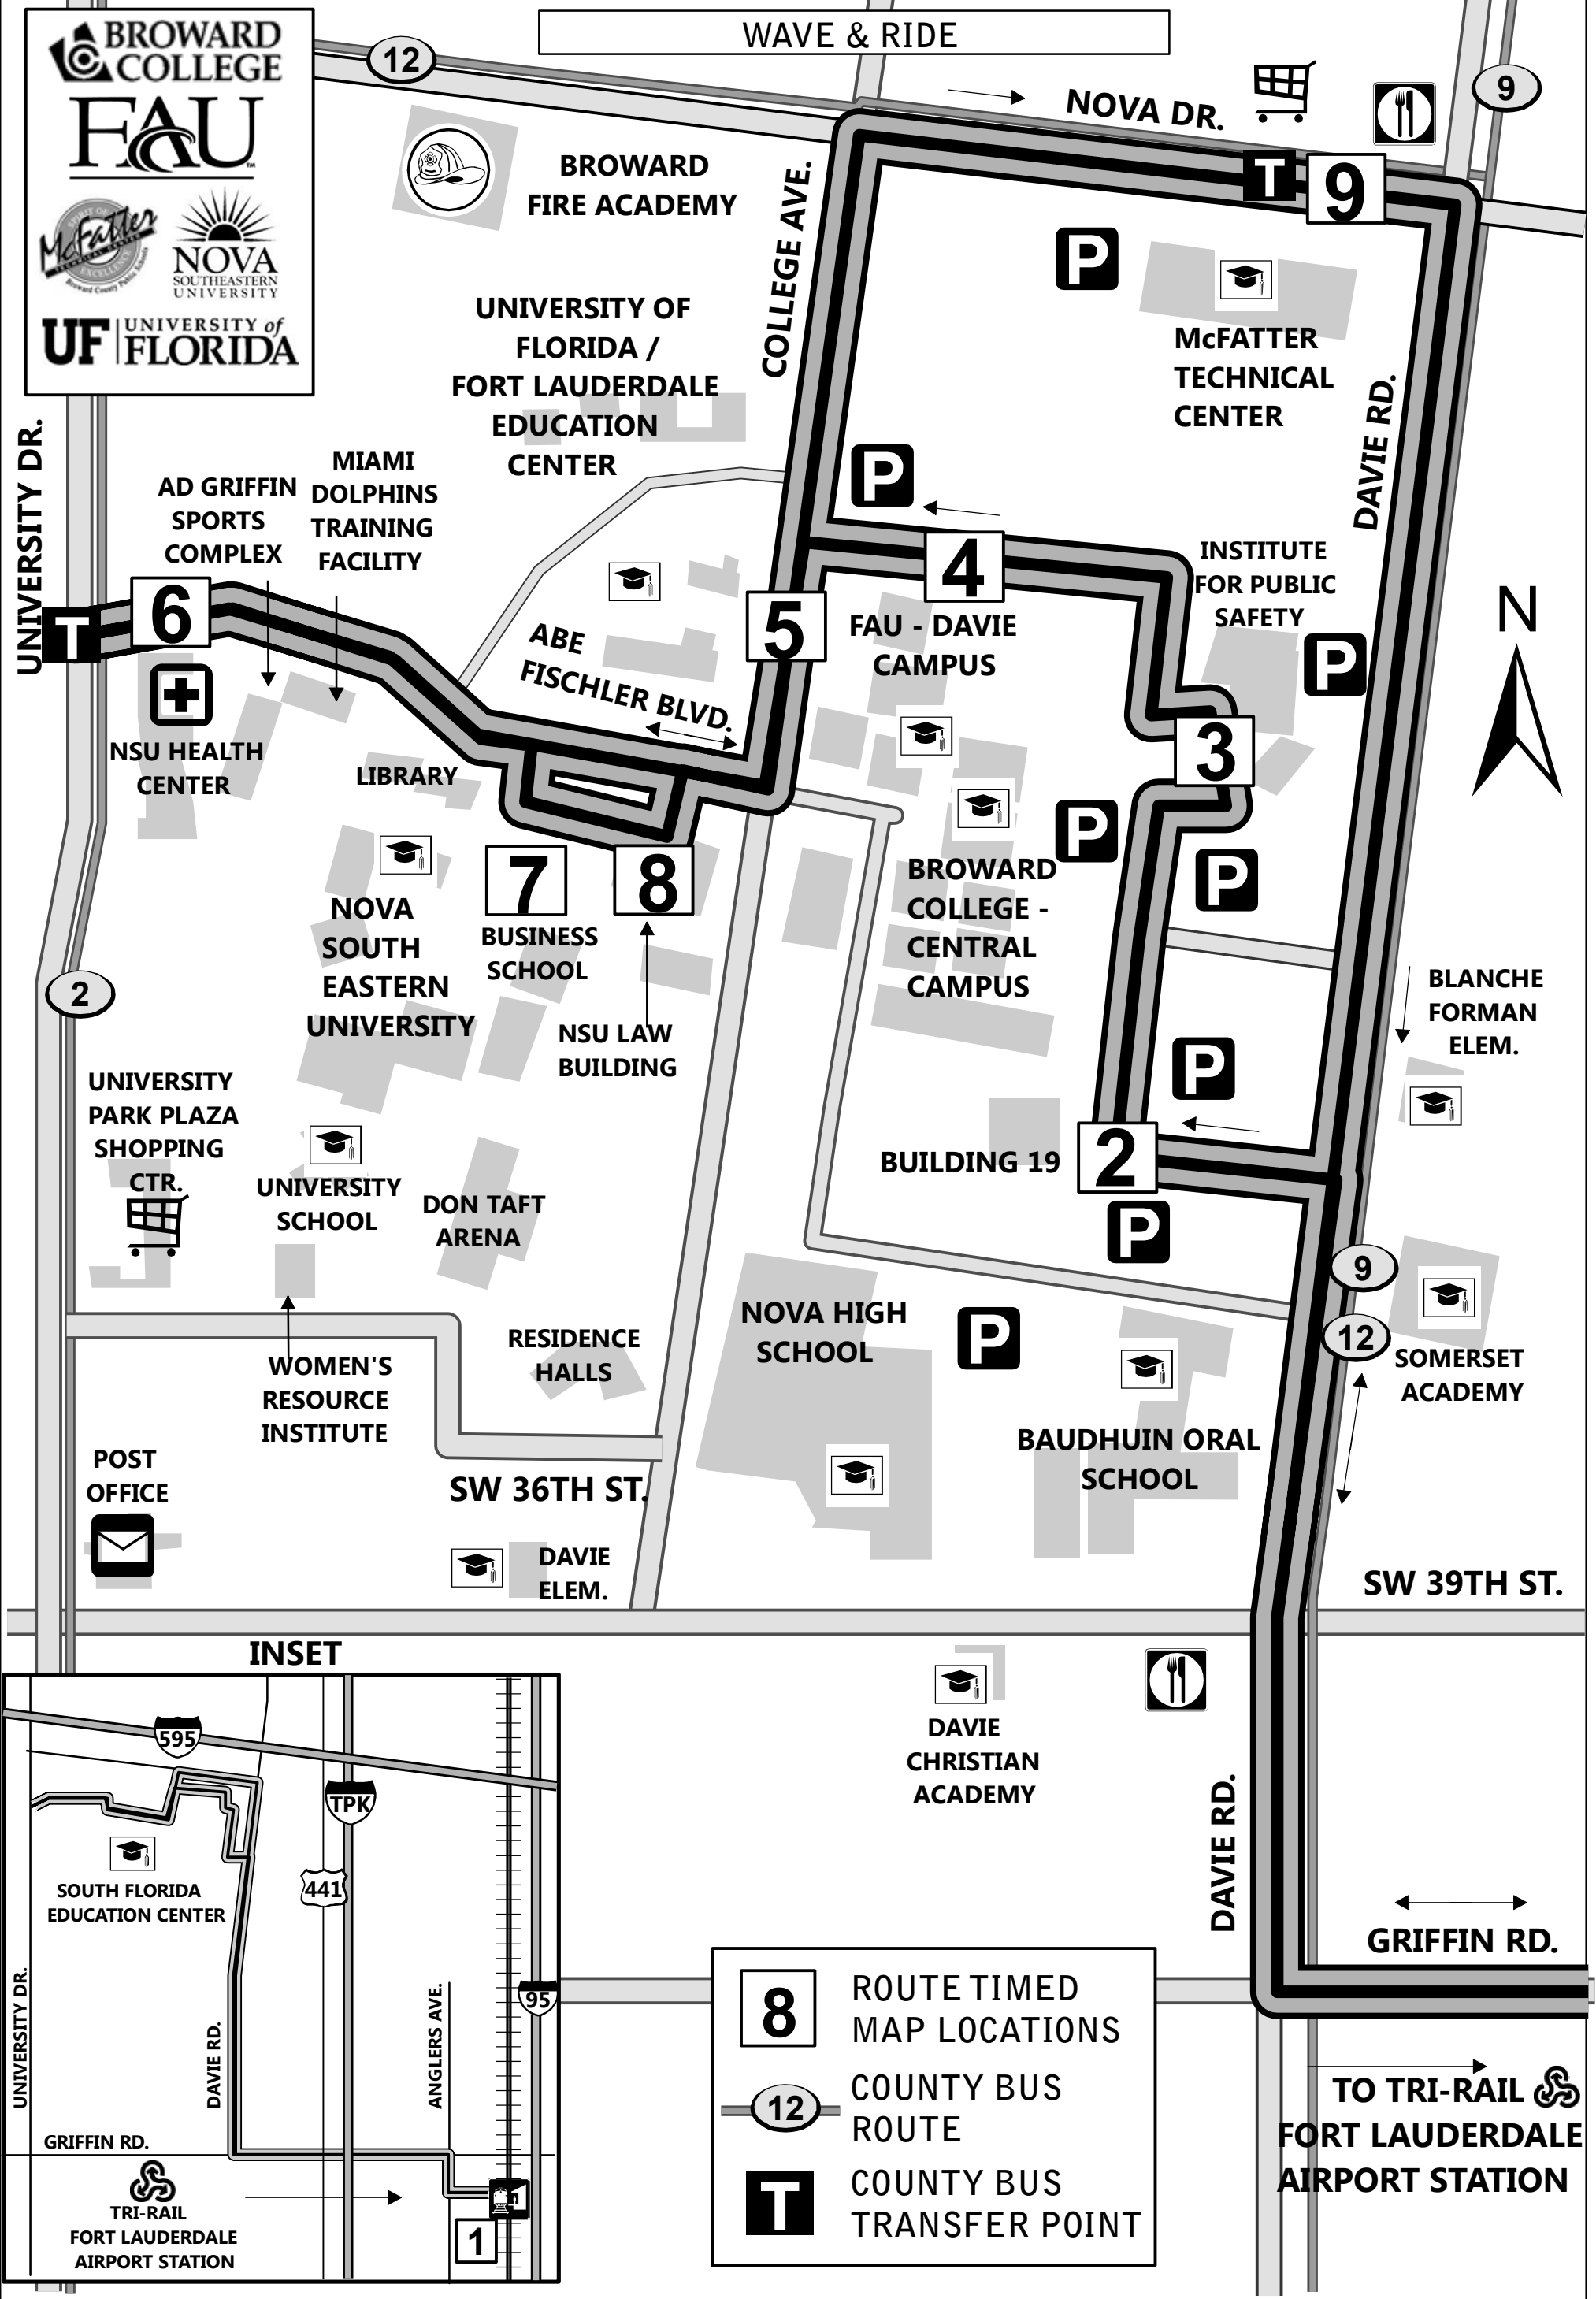 WAVE & RIDE
BROWARD
COLLEGE
FAU
SPIRIT OF
McFatter
TECHNICAL CENTER
EXCELLENCE
Broward County Public Schools
NOVA
SOUTHEASTERN
UNIVERSITY
UF UNIVERSITY of
FLORIDA
12
9
NOVA DR.
T
9
BROWARD
FIRE ACADEMY
COLLEGE AVE.
P
UNIVERSITY OF
FLORIDA /
FORT LAUDERDALE
EDUCATION
CENTER
McFATTER
TECHNICAL
CENTER
DAVIE RD.
UNIVERSITY DR.
AD GRIFFIN
SPORTS
COMPLEX
MIAMI
DOLPHINS
TRAINING
FACILITY
P
4
INSTITUTE
FOR PUBLIC
SAFETY
N
T
6
5
FAU - DAVIE
CAMPUS
P
ABE
FISCHLER BLVD.
NSU HEALTH
CENTER
LIBRARY
3
P
P
7
8
BROWARD
COLLEGE -
CENTRAL
CAMPUS
NOVA
SOUTH
EASTERN
UNIVERSITY
BUSINESS
SCHOOL
NSU LAW
BUILDING
2
BLANCHE
FORMAN
ELEM.
P
UNIVERSITY
PARK PLAZA
SHOPPING
CTR.
UNIVERSITY
SCHOOL
DON TAFT
ARENA
BUILDING 19
2
P
9
12
NOVA HIGH
SCHOOL
P
SOMERSET
ACADEMY
WOMEN'S
RESOURCE
INSTITUTE
RESIDENCE
HALLS
BAUDHUIN ORAL
SCHOOL
POST
OFFICE
SW 36TH ST.
DAVIE
ELEM.
SW 39TH ST.
INSET
595
TPK
441
95
SOUTH FLORIDA
EDUCATION CENTER
UNIVERSITY DR.
DAVIE RD.
ANGLERS AVE.
GRIFFIN RD.
TRI-RAIL
FORT LAUDERDALE
AIRPORT STATION
1
DAVIE
CHRISTIAN
ACADEMY
DAVIE RD.
GRIFFIN RD.
8 ROUTE TIMED
MAP LOCATIONS
12 COUNTY BUS
ROUTE
T COUNTY BUS
TRANSFER POINT
TO TRI-RAIL
FORT LAUDERDALE
AIRPORT STATION